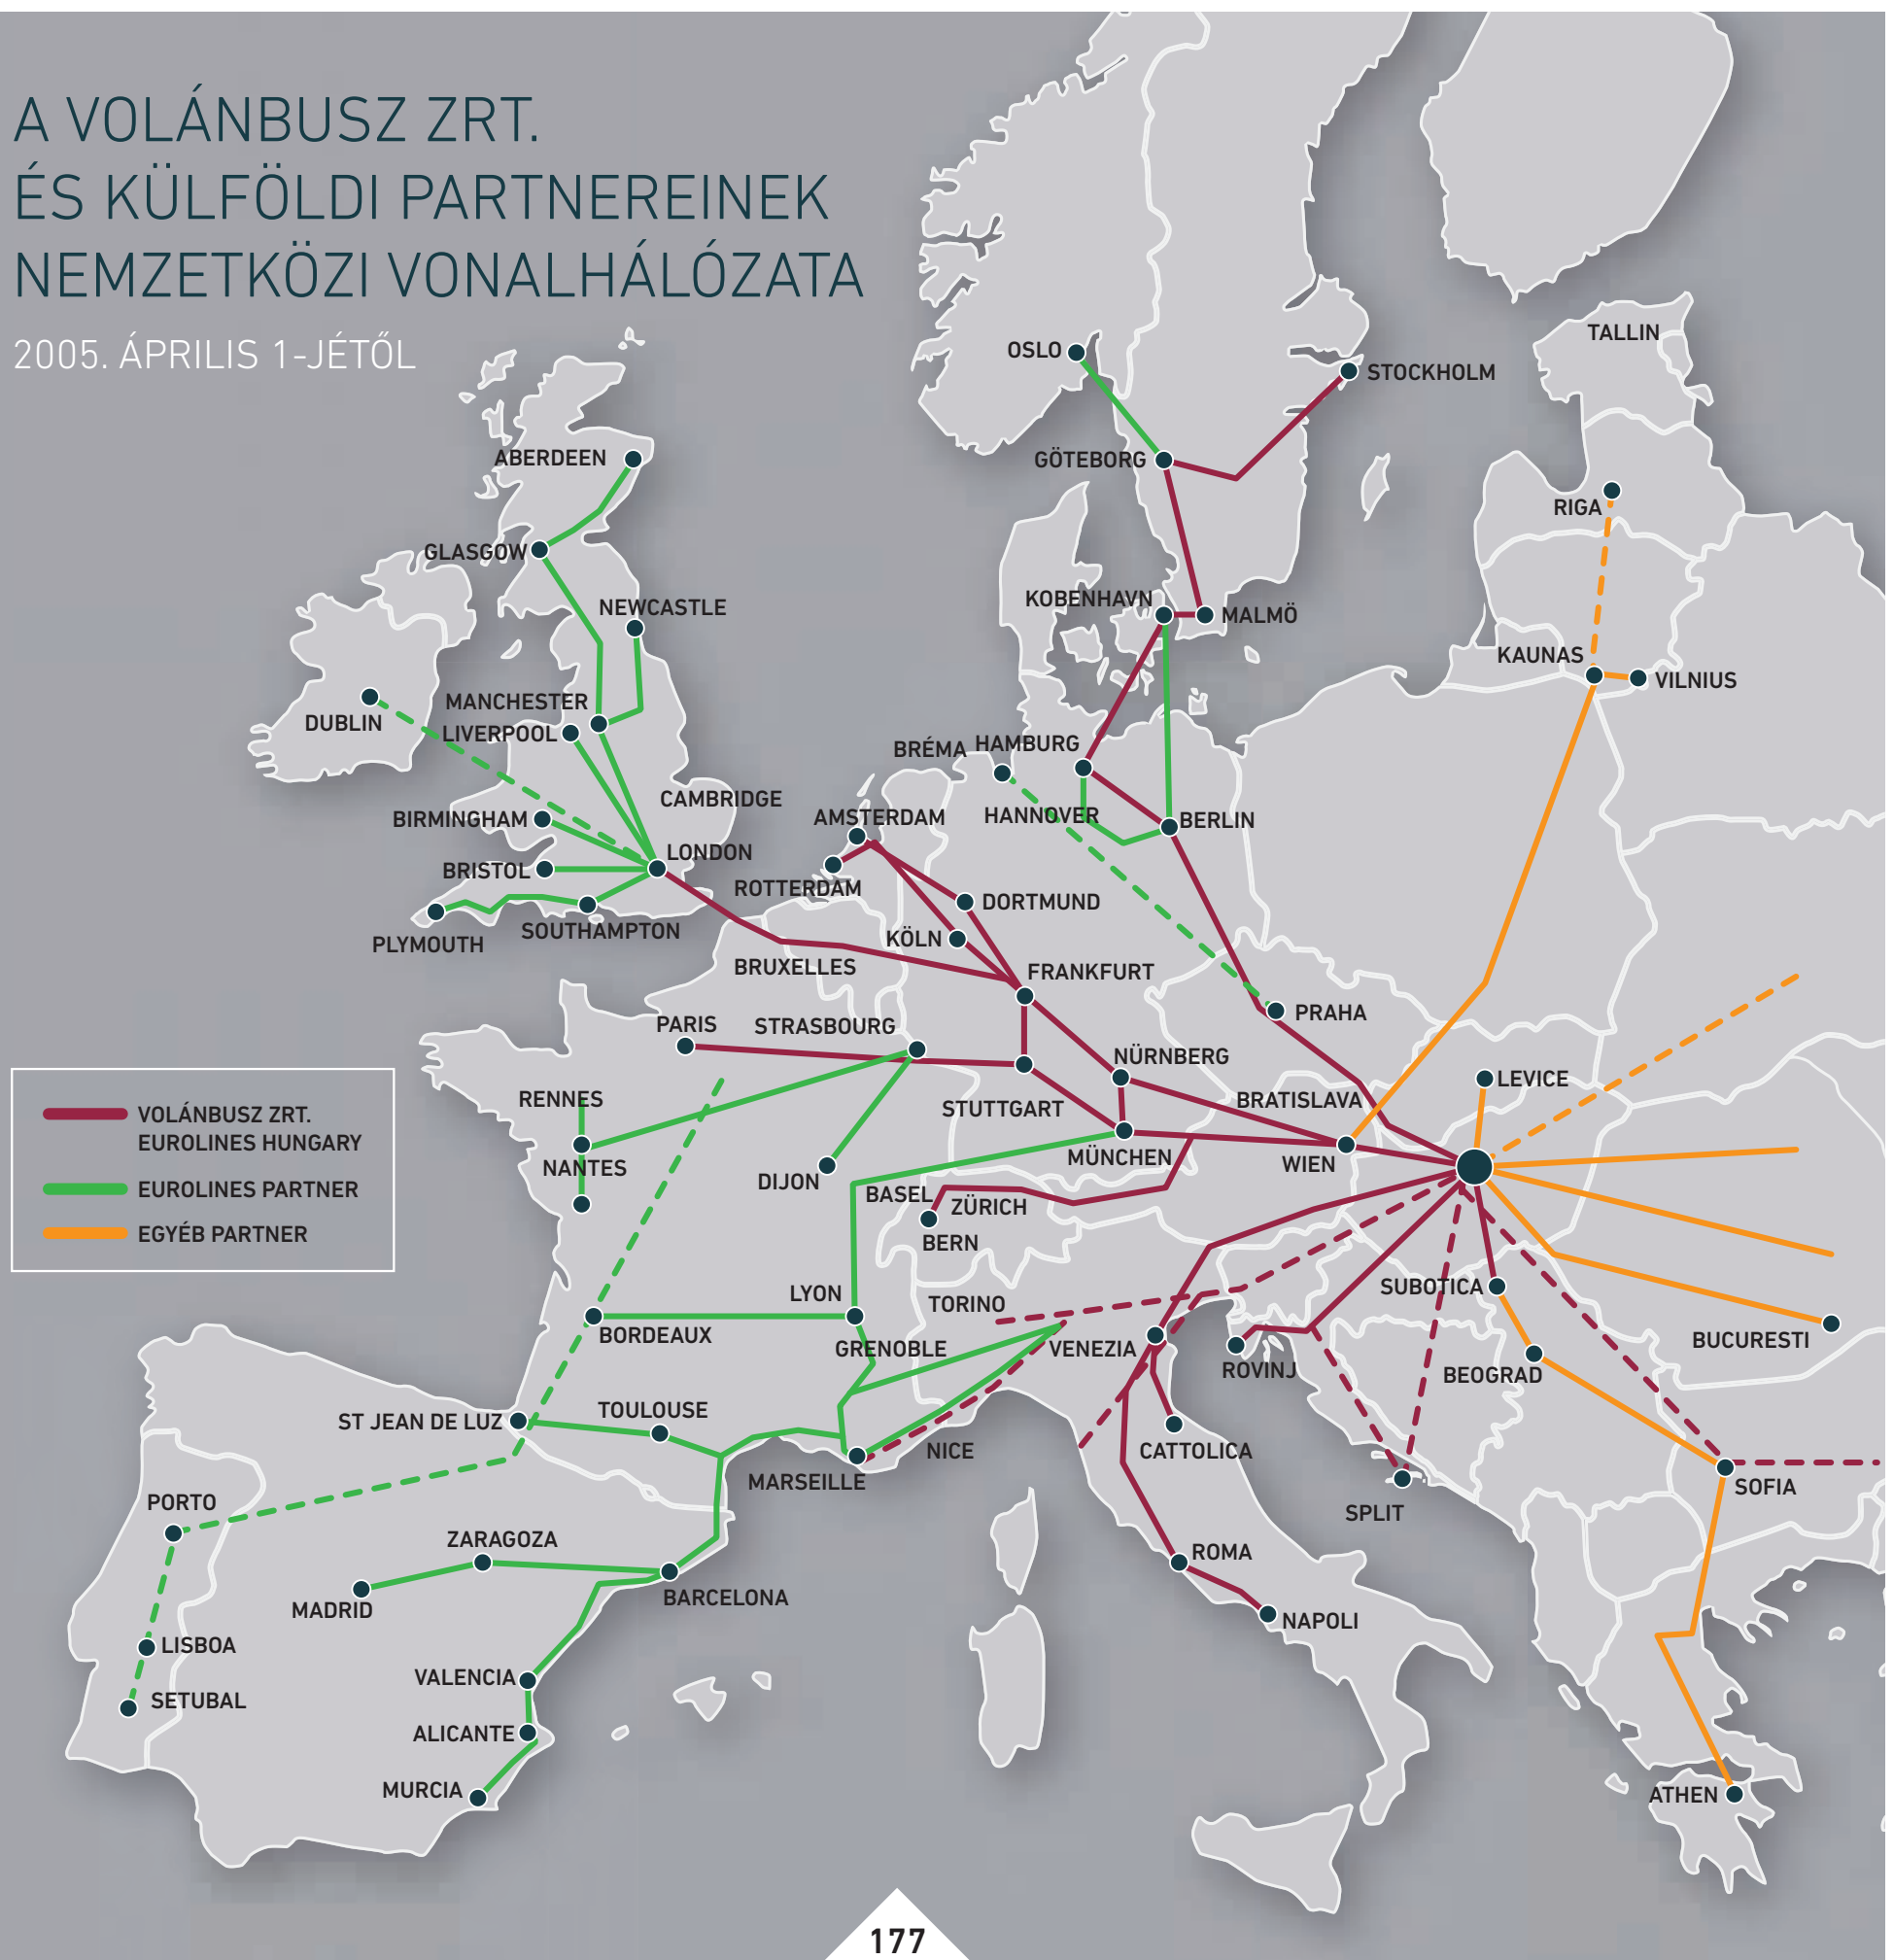 A VOLÁNBUSZ ZRT.
ÉS KÜLFÖLDI PARTNEREINEK
NEMZETKÖZI VONALHÁLÓZATA
2005. ÁPRILIS 1-JÉTŐL
TALLIN
OSLO
STOCKHOLM
ABERDEEN
GÖTEBORG
RIGA
GLASGOW
NEWCASTLE
KOBENHAVN
MALMÖ
KAUNAS
VILNIUS
MANCHESTER
DUBLIN
LIVERPOOL
BRÉMA
HAMBURG
CAMBRIDGE
BIRMINGHAM
AMSTERDAM
HANNOVER
BERLIN
LONDON
BRISTOL
ROTTERDAM
DORTMUND
SOUTHAMPTON
PLYMOUTH
KÖLN
BRUXELLES
FRANKFURT
PRAHA
PARIS
STRASBOURG
NÜRNBERG
LEVICE
RENNES
STUTTGART
BRATISLAVA
VOLÁNBUSZ ZRT.
EUROLINES HUNGARY
EUROLINES PARTNER
EGYÉB PARTNER
NANTES
DIJON
MÜNCHEN
WIEN
BASEL
ZÜRICH
BERN
LYON
TORINO
SUBOTICA
BORDEAUX
GRENOBLE
VENEZIA
ROVINJ
BEOGRAD
BUCURESTI
ST JEAN DE LUZ
TOULOUSE
NICE
CATTOLICA
MARSEILLE
SOFIA
PORTO
SPLIT
ZARAGOZA
ROMA
MADRID
BARCELONA
NAPOLI
LISBOA
VALENCIA
SETUBAL
ALICANTE
MURCIA
ATHEN
177